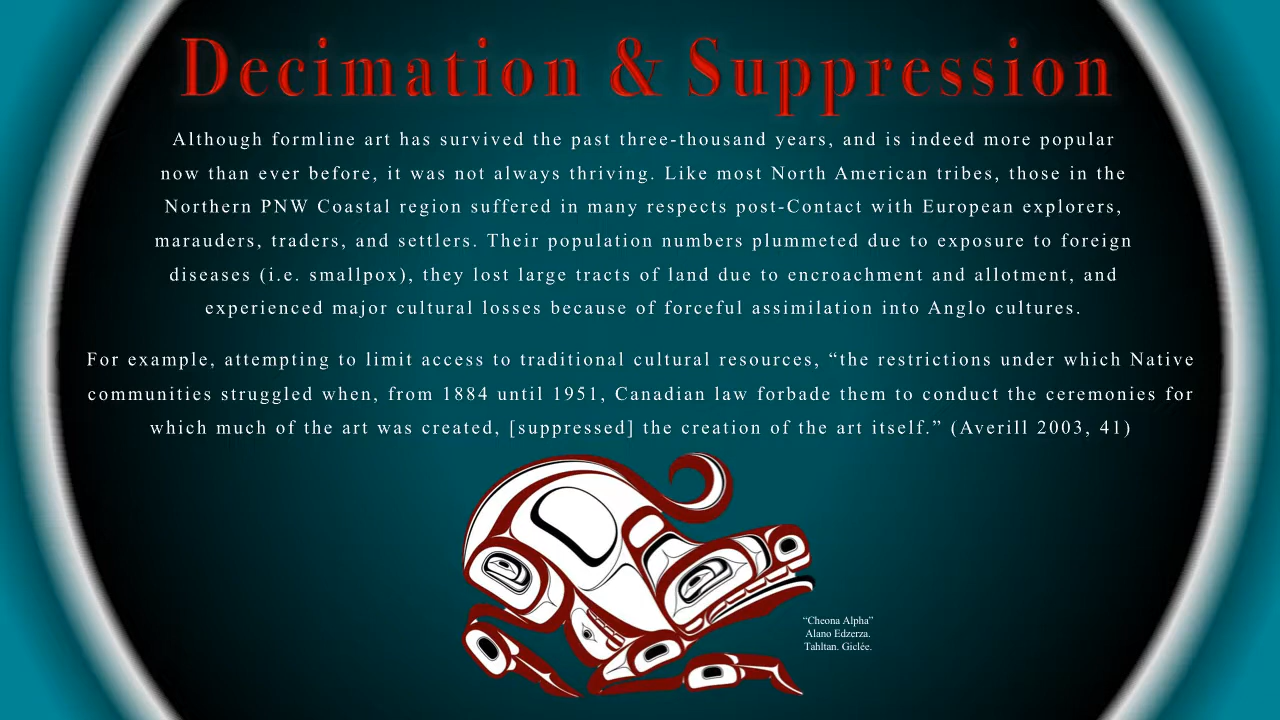 Decimation & Suppression
Although formline art has survived the past three-thousand years, and is indeed more popular
now than ever before, it was not always thriving. Like most North American tribes, those in the
Northern PNW Coastal region suffered in many respects post-Contact with European explorers,
marauders, traders, and settlers. Their population numbers plummeted due to exposure to foreign
diseases (i.e. smallpox), they lost large tracts of land due to encroachment and allotment, and
experienced major cultural losses because of forceful assimilation into Anglo cultures.
For example, attempting to limit access to traditional cultural resources, “the restrictions under which Native
communities struggled when, from 1884 until 1951, Canadian law forbade them to conduct the ceremonies for
which much of the art was created, [suppressed] the creation of the art itself.” (Averill 2003, 41)
“Cheona Alpha”
Alano Edzerza.
Tahltan. Giclée.